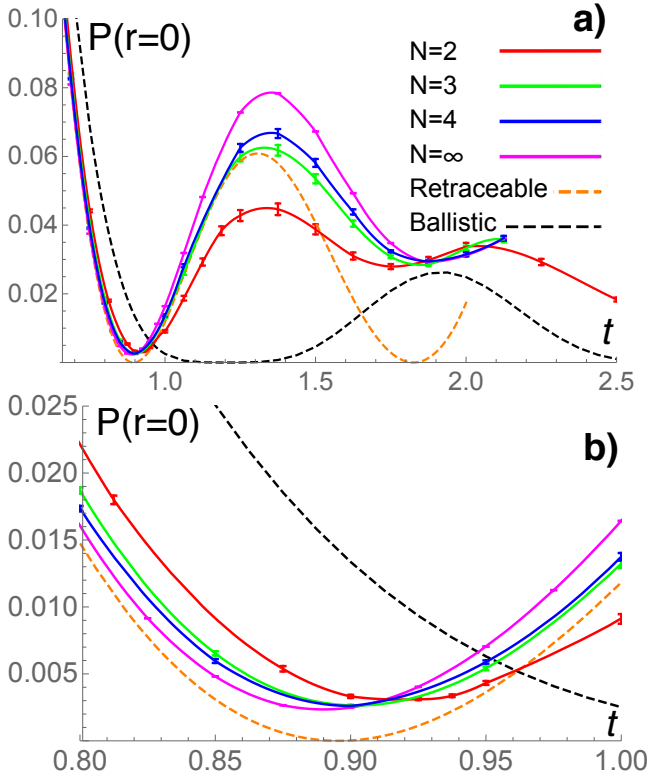 0.10
P(r=0)
a)
N=2
0.08
N=3
N=4
0.06
N=∞
Retraceable
0.04
Ballistic
0.02
t
1.0 1.5 2.0 2.5
0.025
P(r=0)
b)
0.020
0.015
0.010
0.005
t
0.80 0.85 0.90 0.95 1.00